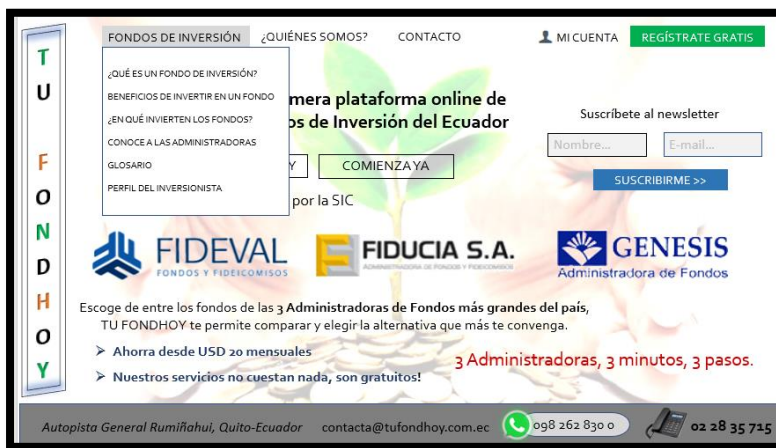 TU FONDHOY
FONDOS DE INVERSIÓN ¿QUIÉNES SOMOS? CONTACTO MI CUENTA REGÍSTRATE GRATIS
¿QUÉ ES UN FONDO DE INVERSIÓN?
BENEFICIOS DE INVERTIR EN UN FONDO
¿EN QUÉ INVIERTEN LOS FONDOS?
CONOCE A LAS ADMINISTRADORAS
GLOSARIO
PERFIL DEL INVERSIONISTA
mera plataforma online de
os de Inversión del Ecuador
Y COMIENZA YA
por la SIC
Suscríbete al newsletter
Nombre... E-mail...
SUSCRIBIRME >>
FIDEVAL
FONDOS Y FIDEICOMISOS
FIDUCIA S.A.
ADMINISTRADORA DE FONDOS Y FIDEICOMISOS
GENESIS
Administradora de Fondos
Escoge de entre los fondos de las 3 Administradoras de Fondos más grandes del país,
TU FONDHOY te permite comparar y elegir la alternativa que más te convenga.
Ahorra desde USD 20 mensuales
Nuestros servicios no cuestan nada, son gratuitos!
3 Administradoras, 3 minutos, 3 pasos.
Autopista General Rumiñahui, Quito-Ecuador contacta@tufondhoy.com.ec 098 262 830 0 02 28 35 715